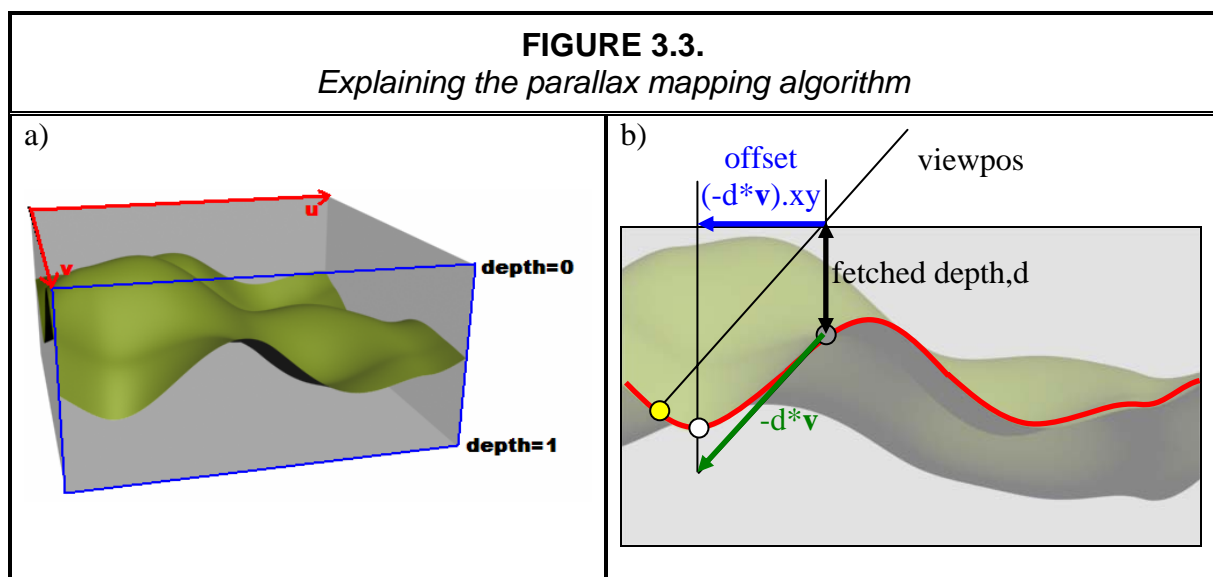 FIGURE 3.3.
Explaining the parallax mapping algorithm
a)
u
v
depth=0
depth=1
b)
offset
(-d*v).xy
viewpos
fetched depth,d
-d*v